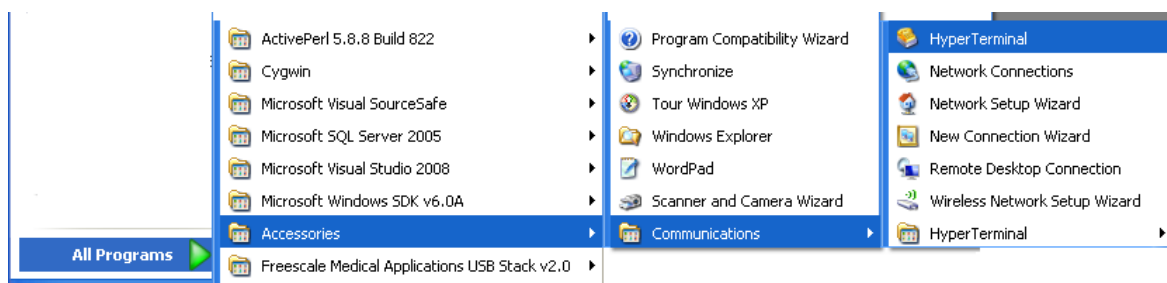 All Programs
ActivePerl 5.8.8 Build 822
Cygwin
Microsoft Visual SourceSafe
Microsoft SQL Server 2005
Microsoft Visual Studio 2008
Microsoft Windows SDK v6.0A
Accessories
Freescale Medical Applications USB Stack v2.0
Program Compatibility Wizard
Synchronize
Tour Windows XP
Windows Explorer
WordPad
Scanner and Camera Wizard
Communications
HyperTerminal
Network Connections
Network Setup Wizard
New Connection Wizard
Remote Desktop Connection
Wireless Network Setup Wizard
HyperTerminal